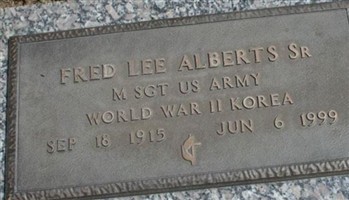 FRED LEE ALBERTS SR
M SGT US ARMY
WORLD WAR II KOREA
SEP 18 1915 JUN 6 1999